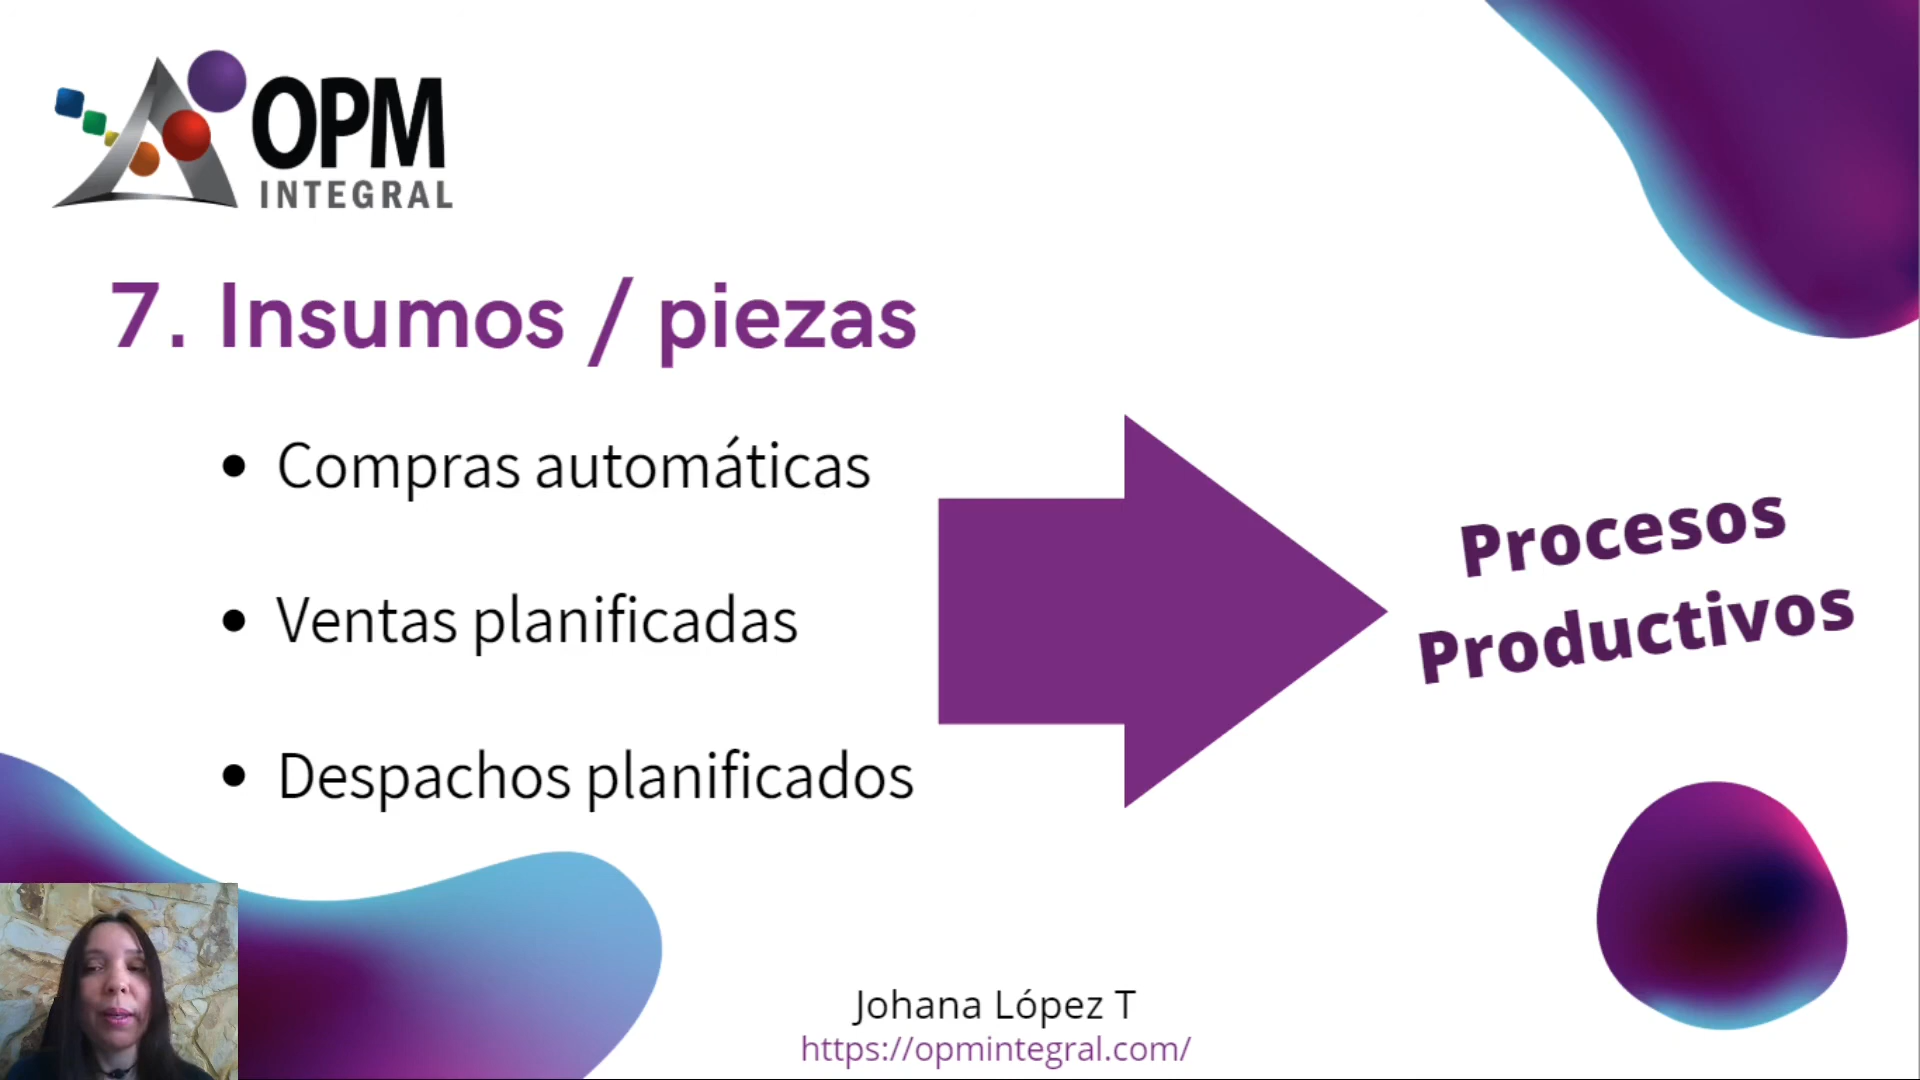 OPM
INTEGRAL
7. Insumos / piezas
• Compras automáticas
• Ventas planificadas
• Despachos planificados
Procesos
Productivos
Johana López T
https://opmintegral.com/